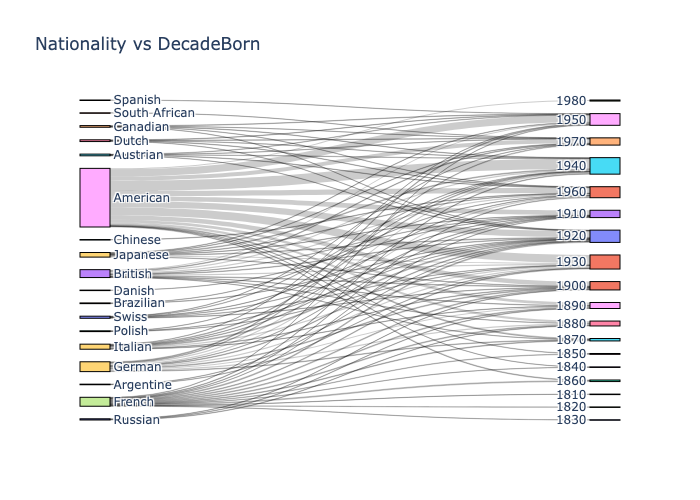 Nationality vs DecadeBorn
Spanish
South African
Canadian
Dutch
Austrian
American
Chinese
Japanese
British
Danish
Brazilian
Swiss
Polish
Italian
German
Argentine
French
Russian
1980
1950
1970
1940
1960
1910
1920
1930
1900
1890
1880
1870
1850
1840
1860
1810
1820
1830